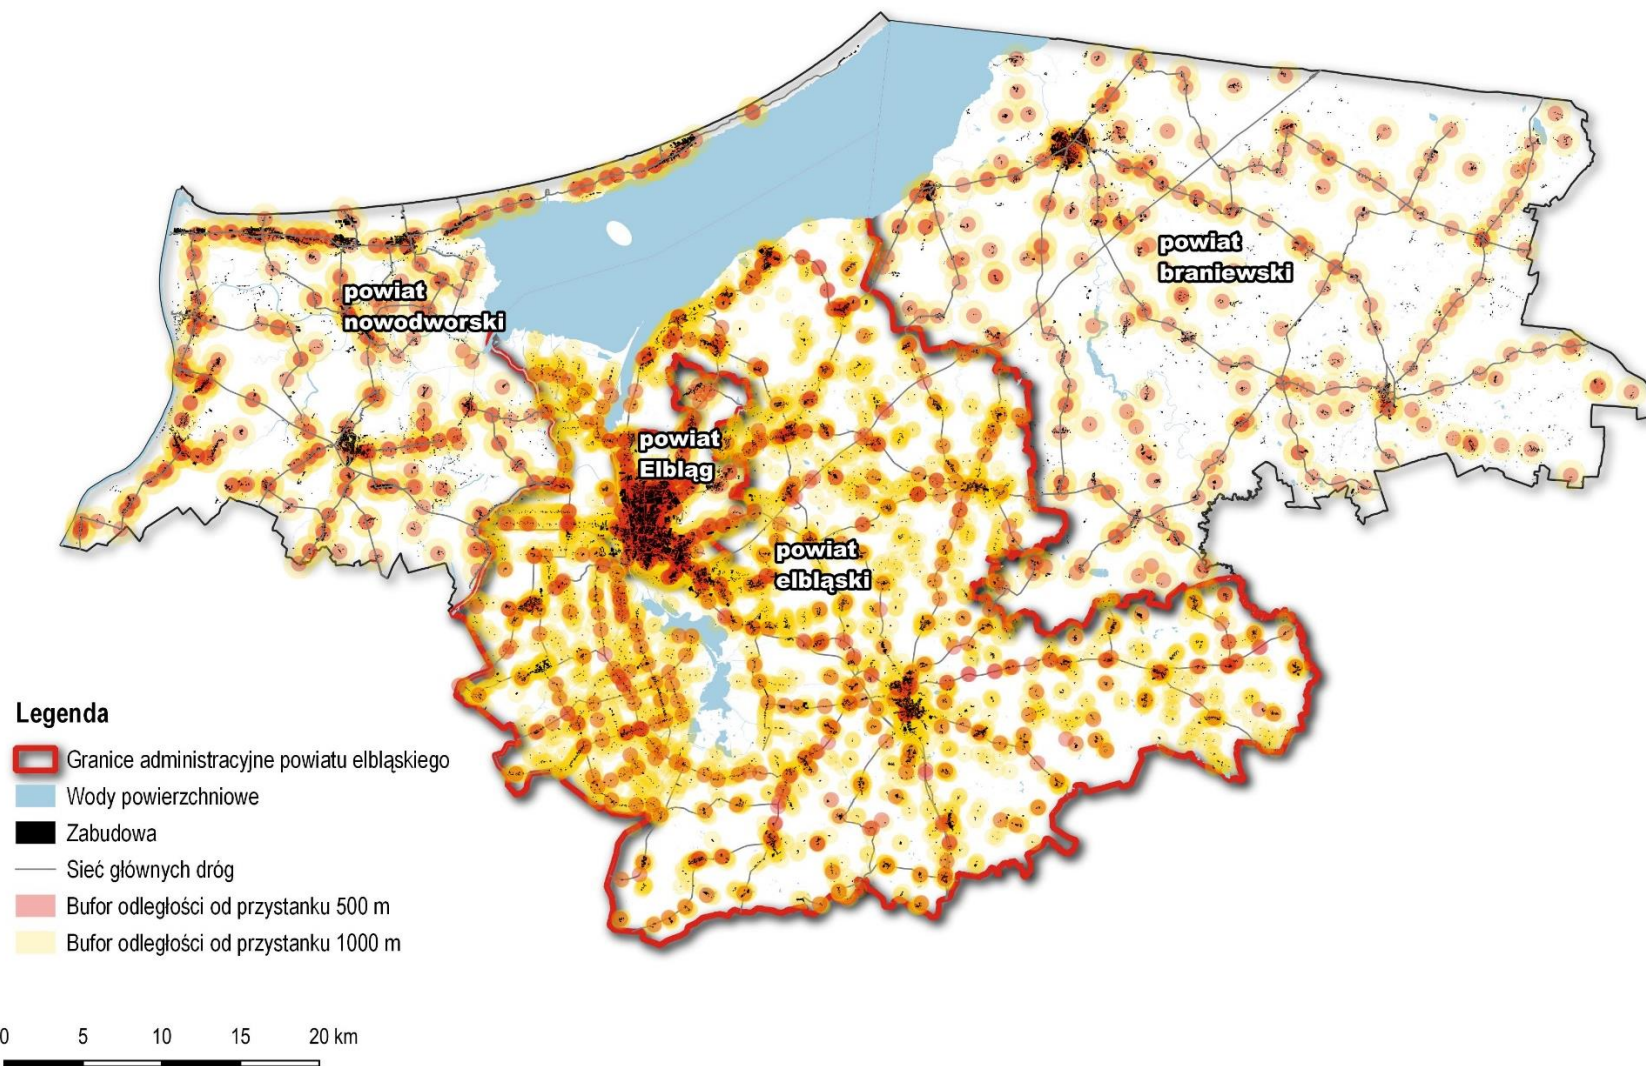 powiat
braniewski
powiat
nowodworski
powiat
Elbląg
powiat
elbląski
Legenda
Granice administracyjne powiatu elbląskiego
Wody powierzchniowe
Zabudowa
Sieć głównych dróg
Bufor odległości od przystanku 500 m
Bufor odległości od przystanku 1000 m
0 5 10 15 20 km